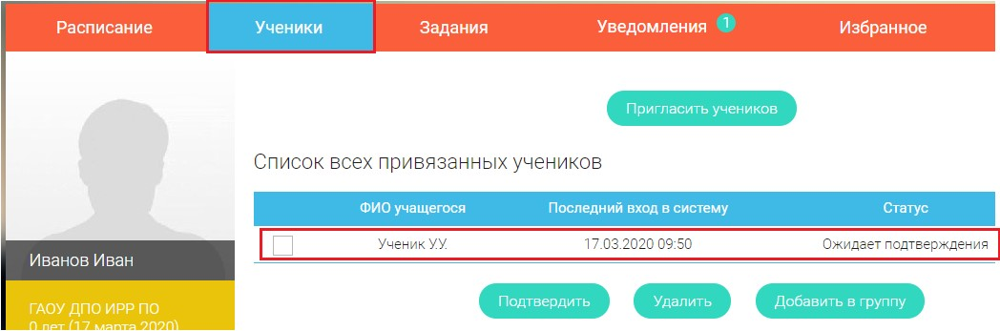 Расписание
Ученики
Задания
Уведомления 1
Избранное
Пригласить учеников
Список всех привязанных учеников
ФИО учащегося
Последний вход в систему
Статус
Ученик У.У.
17.03.2020 09:50
Ожидает подтверждения
Иванов Иван
Подтвердить
Удалить
Добавить в группу
ГАОУ ДПО ИРР ПО
0 лет (17 марта 2020)